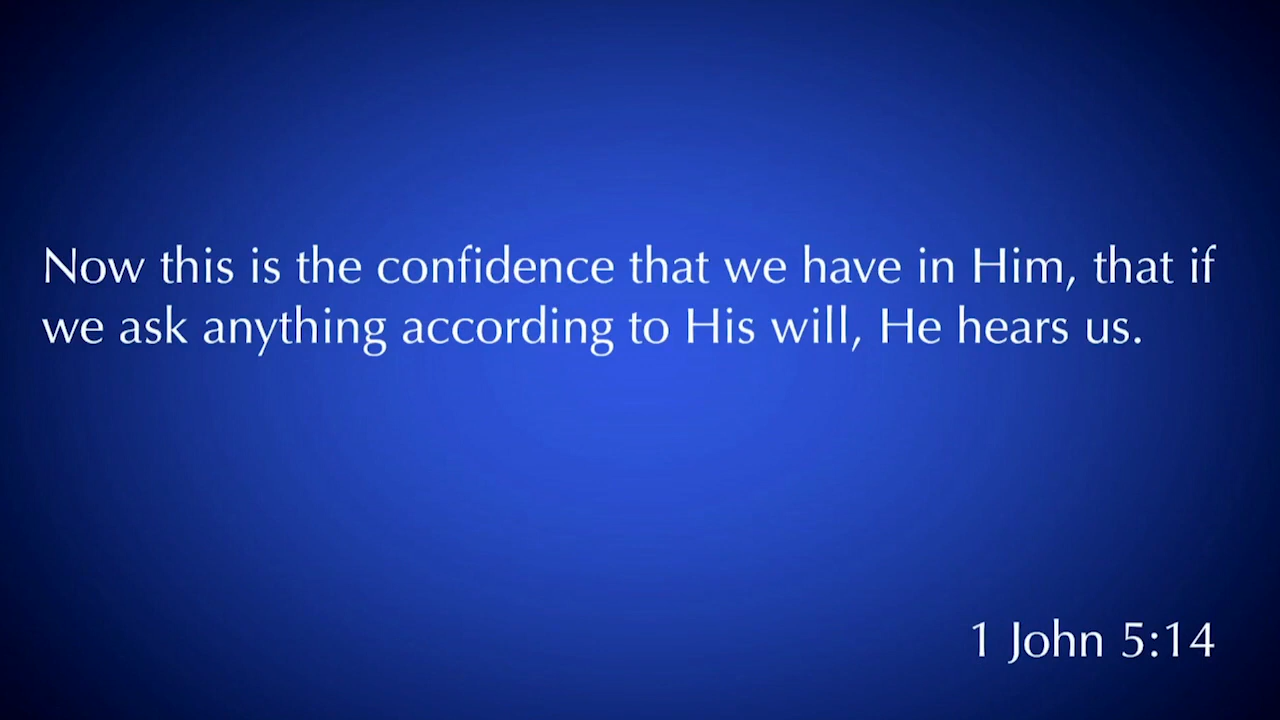 Now this is the confidence that we have in Him, that if
we ask anything according to His will, He hears us.
1 John 5:14